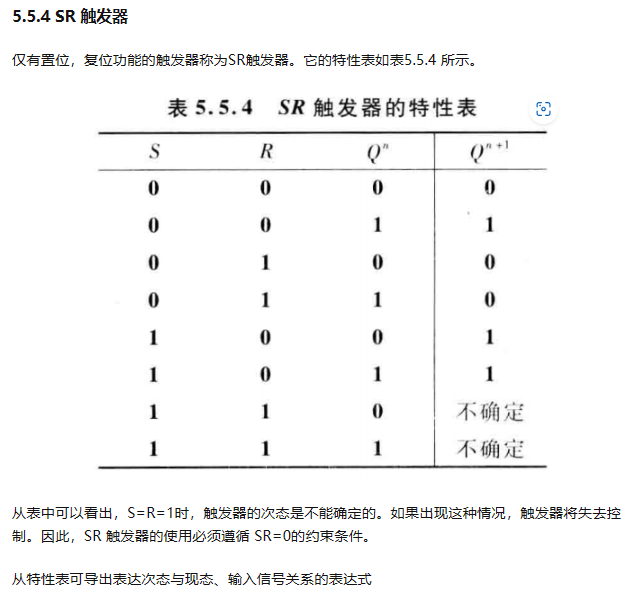 5.5.4 SR 触发器
仅有置位，复位功能的触发器称为SR触发器。它的特性表如表5.5.4 所示。
表 5.5.4 SR 触发器的特性表
S R Qⁿ Qⁿ⁺¹
0 0 0 0
0 0 1 1
0 1 0 0
0 1 1 0
1 0 0 1
1 0 1 1
1 1 0 不确定
1 1 1 不确定
从表中可以看出，S=R=1时，触发器的次态是不能确定的。如果出现这种情况，触发器将失去控
制。因此，SR 触发器的使用必须遵循 SR=0的约束条件。
从特性表可导出表达次态与现态、输入信号关系的表达式